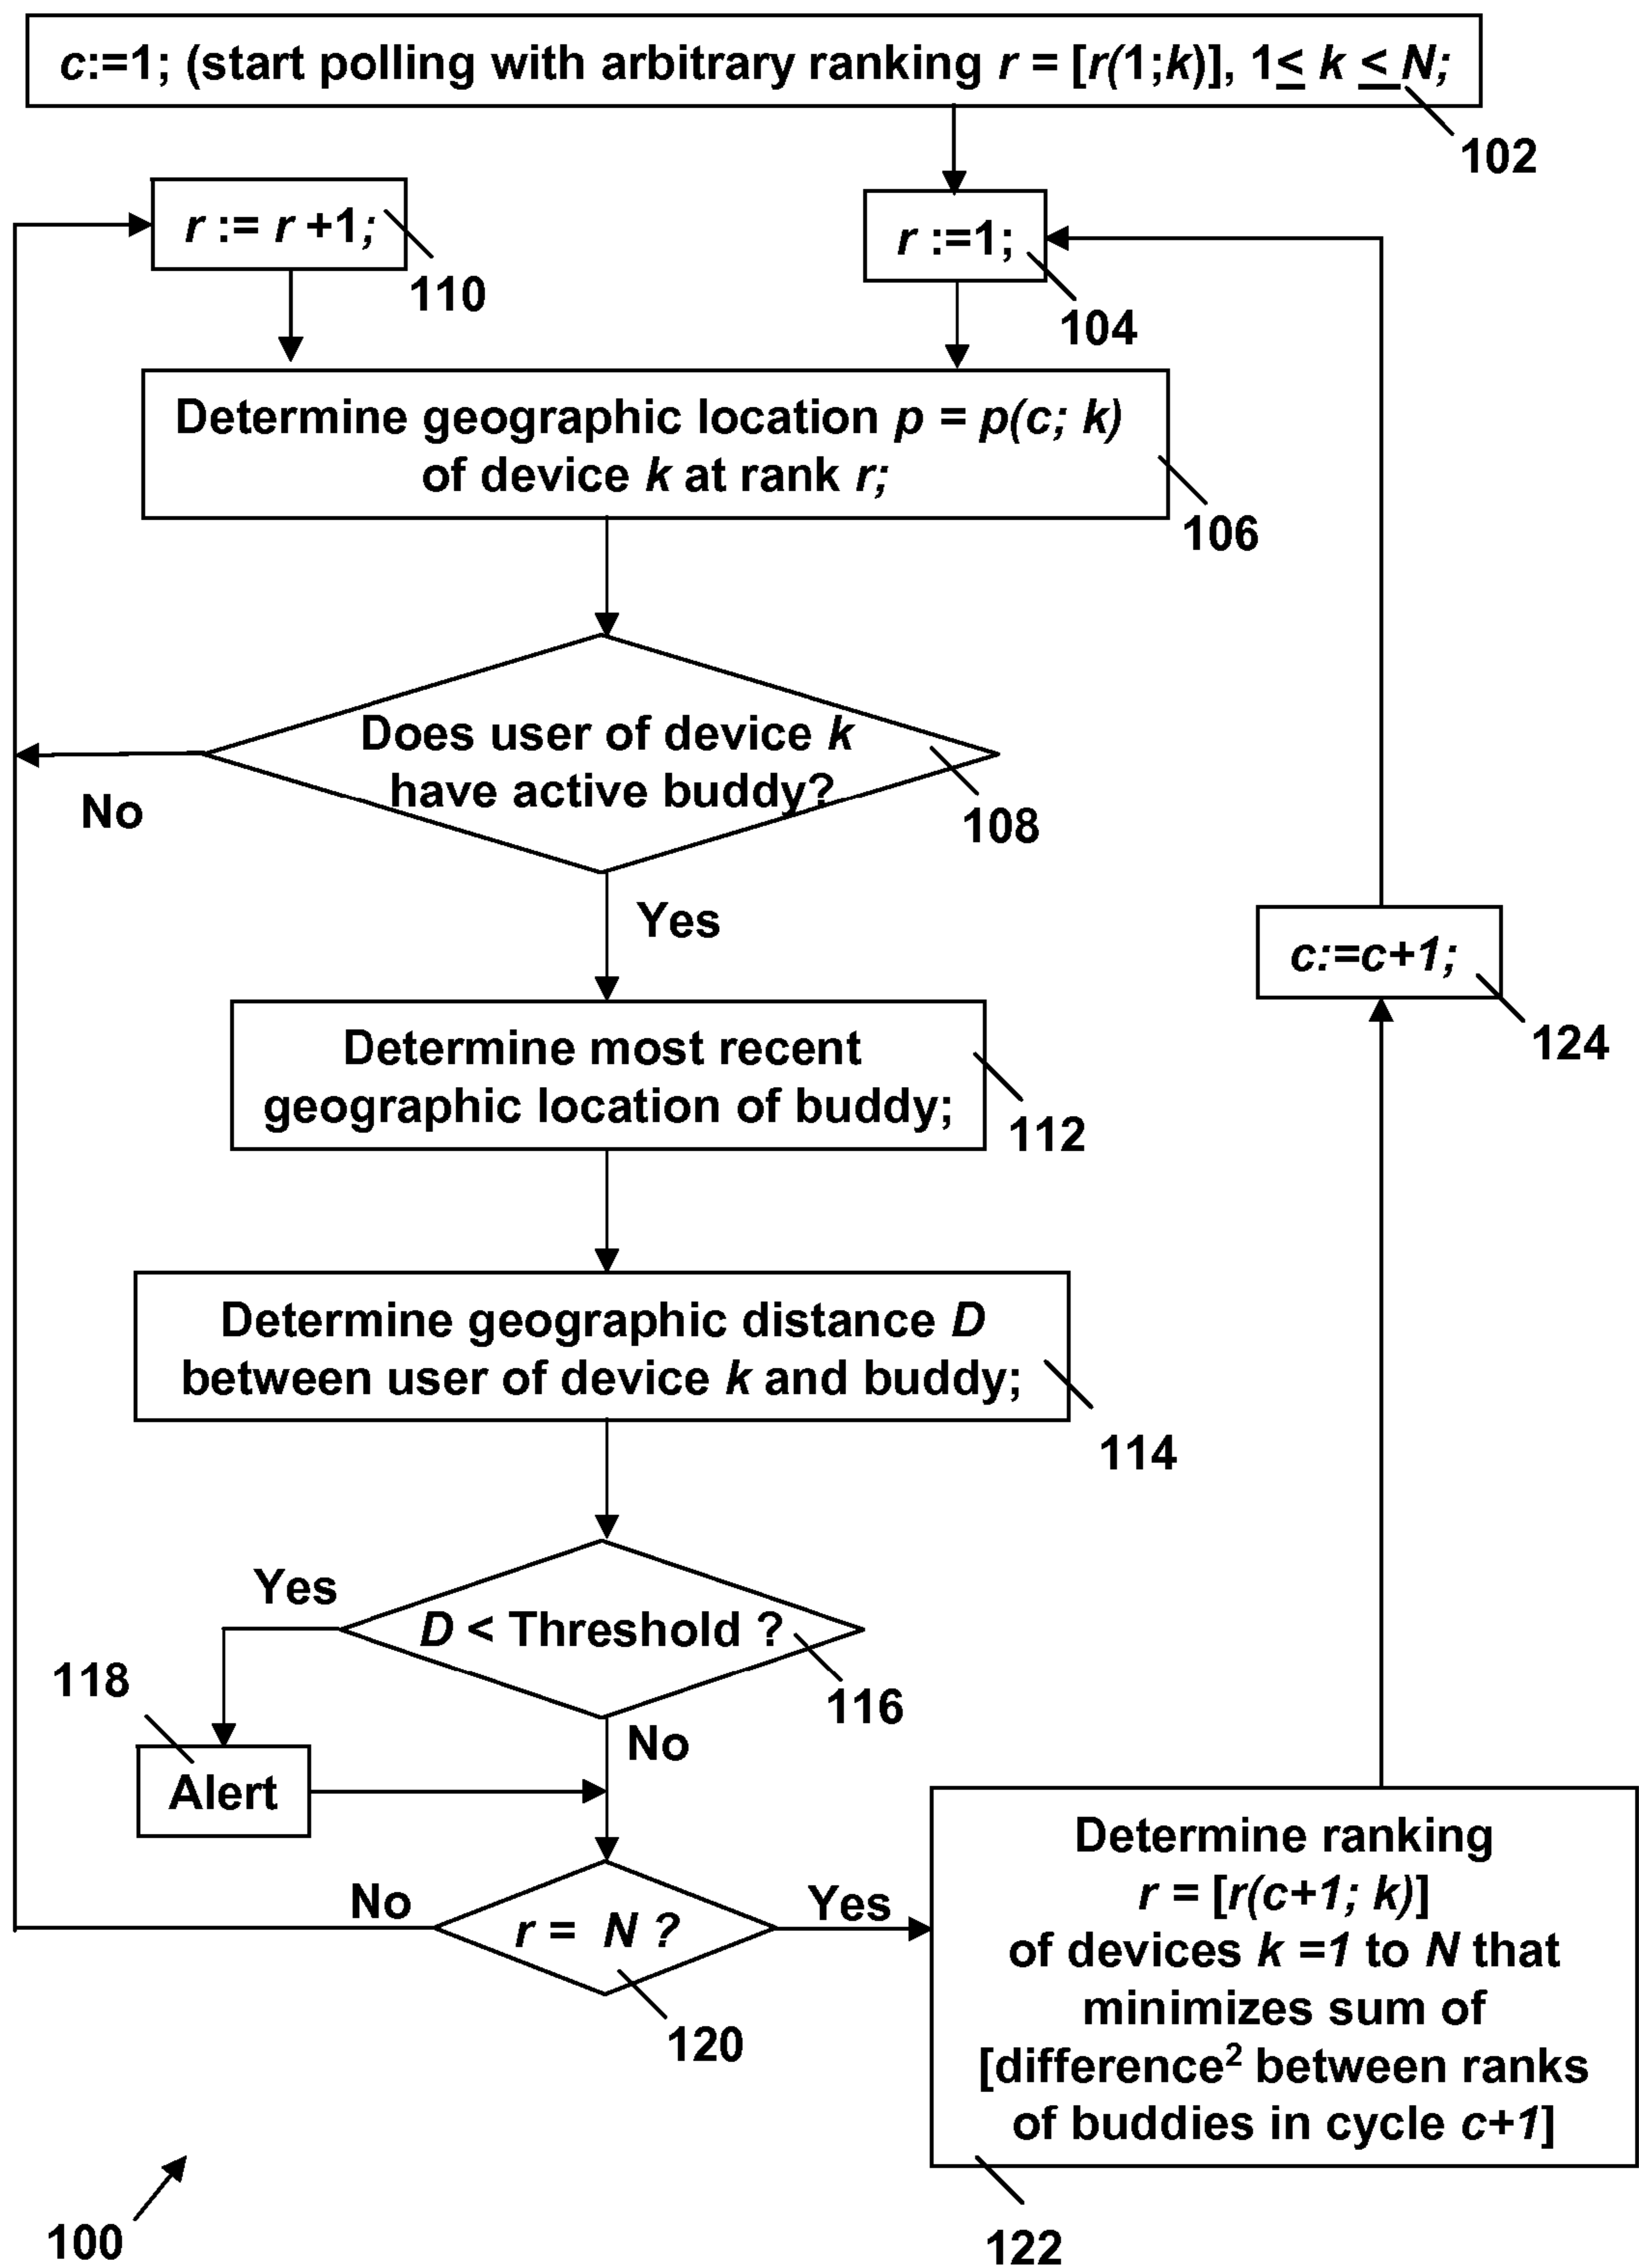 c:=1; (start polling with arbitrary ranking r = [r(1;k)], 1≤ k ≤ N;
102
r := r +1;
110
r :=1;
104
Determine geographic location p = p(c; k)
of device k at rank r;
106
Does user of device k
have active buddy?
108
No
Yes
c:=c+1;
124
Determine most recent
geographic location of buddy;
112
Determine geographic distance D
between user of device k and buddy;
114
D < Threshold ?
116
Yes
118
Alert
No
r = N ?
120
No
Yes
Determine ranking
r = [r(c+1; k)]
of devices k =1 to N that
minimizes sum of
[difference² between ranks
of buddies in cycle c+1]
122
100